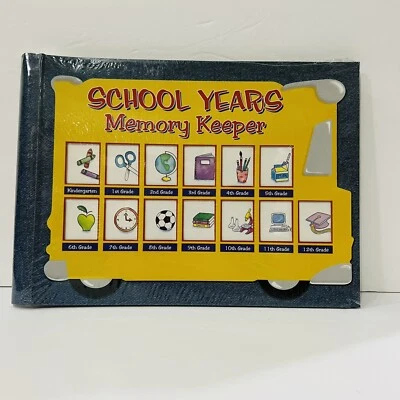 SCHOOL YEARS
Memory Keeper
Kindergarten 1st Grade 2nd Grade 3rd Grade 4th Grade 5th Grade
6th Grade 7th Grade 8th Grade 9th Grade 10th Grade 11th Grade 12th Grade